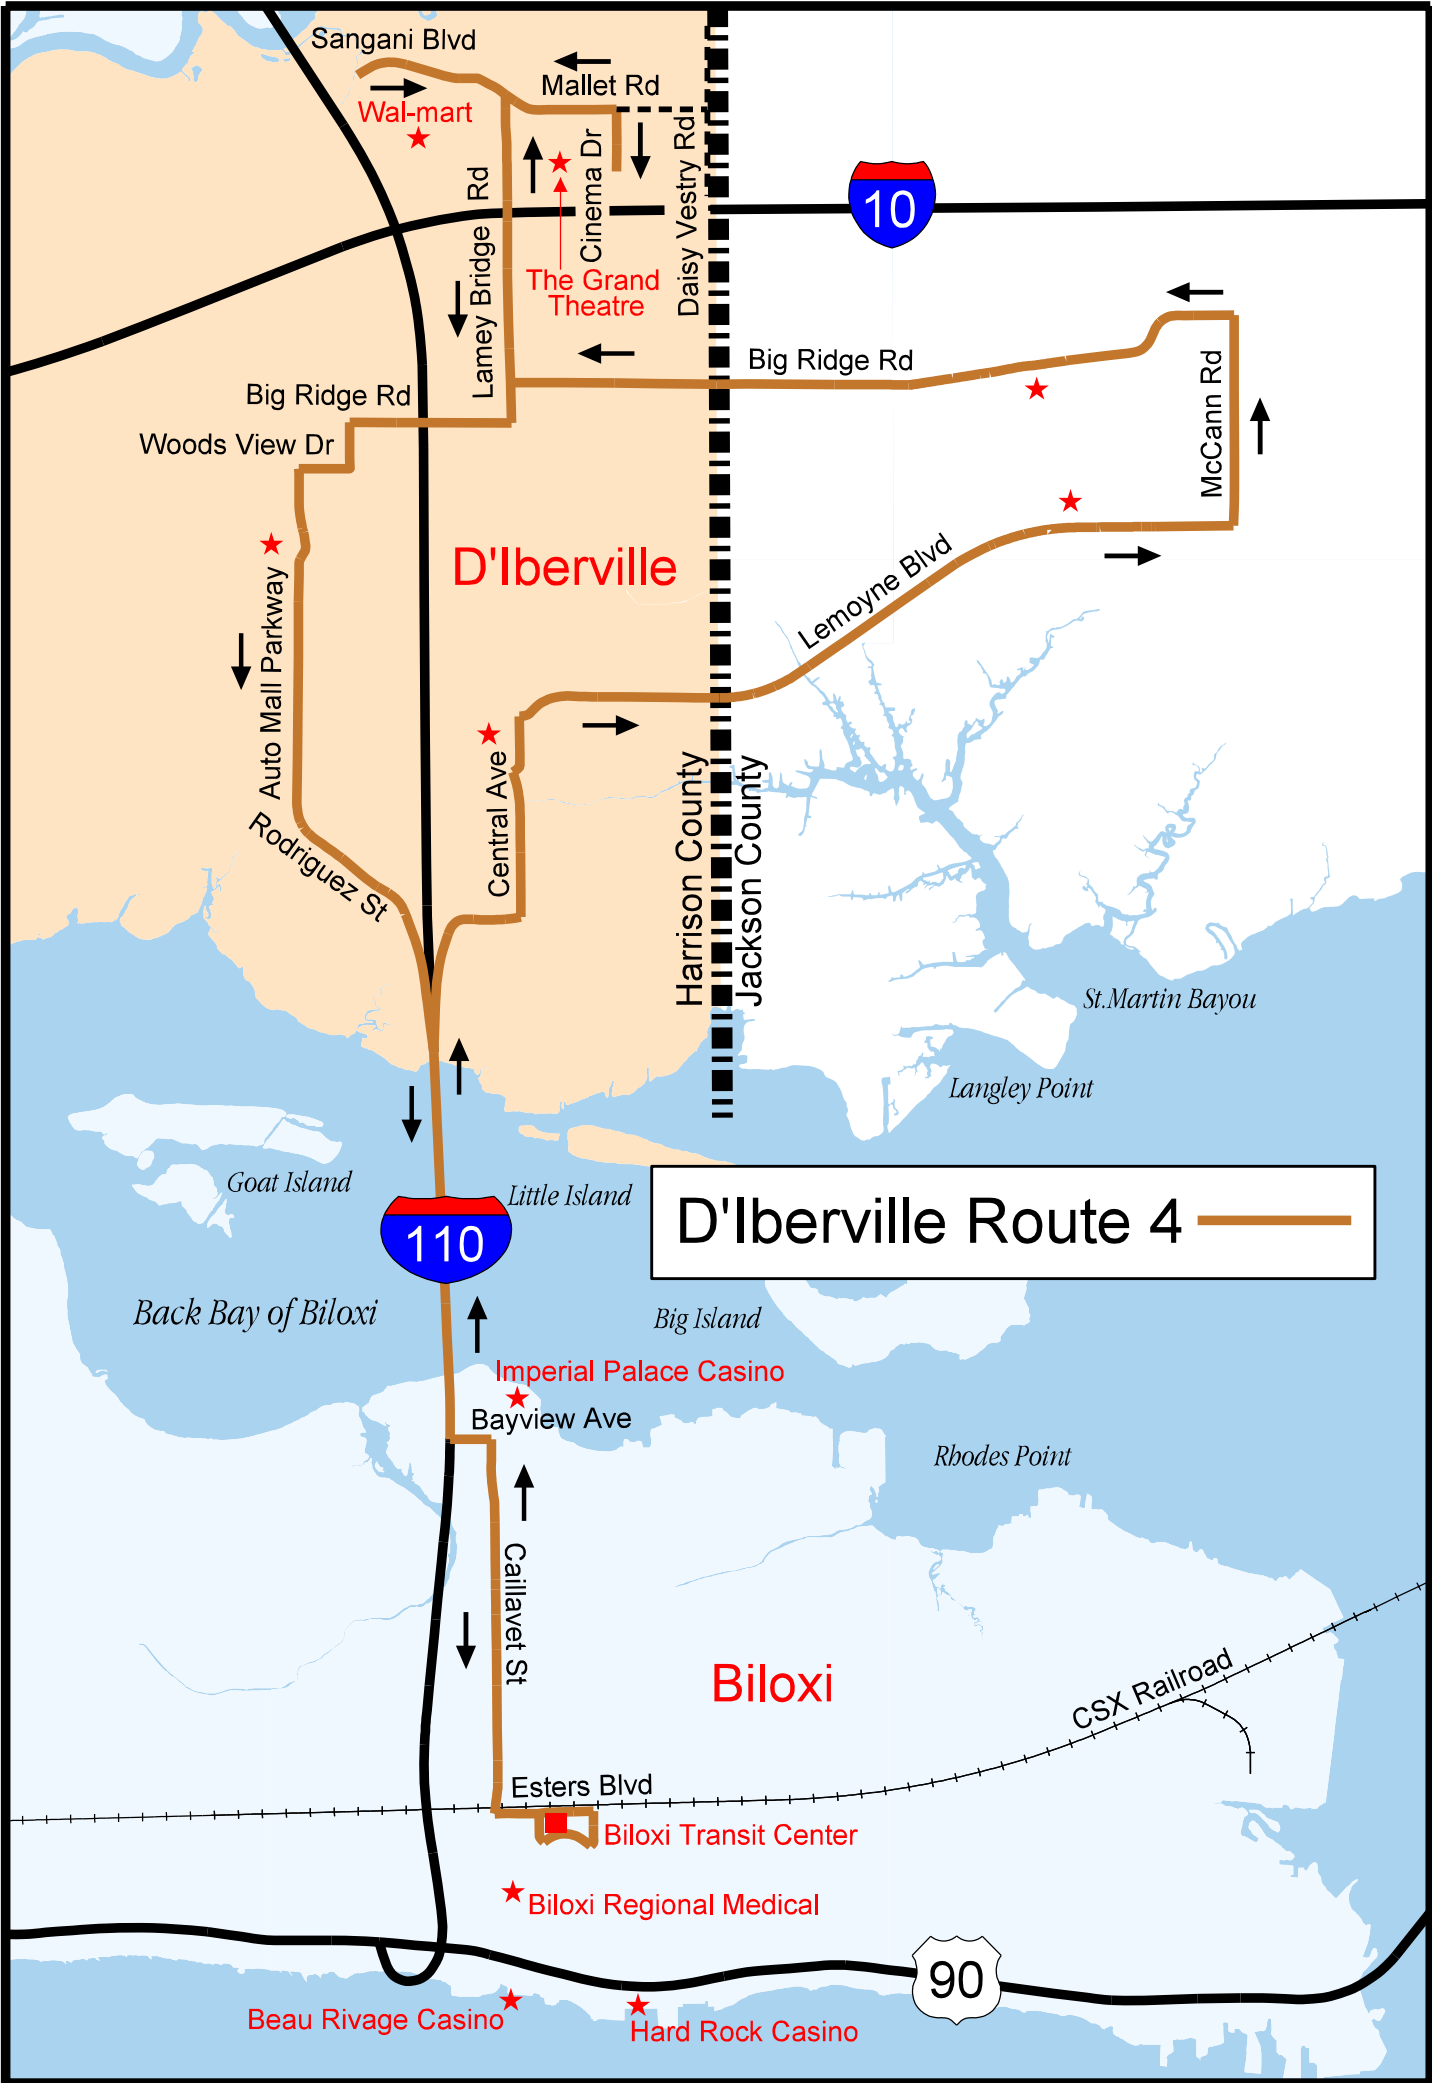 Sangani Blvd
Mallet Rd
Wal-mart
Cinema Dr
Daisy Vestry Rd
Lamey Bridge Rd
10
The Grand
Theatre
Big Ridge Rd
McCann Rd
Big Ridge Rd
Woods View Dr
D'Iberville
Lemoyne Blvd
Auto Mall Parkway
Central Ave
Harrison County
Jackson County
Rodriguez St
St.Martin Bayou
Langley Point
Goat Island
Little Island
D'Iberville Route 4
110
Back Bay of Biloxi
Big Island
Imperial Palace Casino
Bayview Ave
Rhodes Point
Caillavet St
Biloxi
CSX Railroad
Esters Blvd
Biloxi Transit Center
Biloxi Regional Medical
90
Beau Rivage Casino
Hard Rock Casino